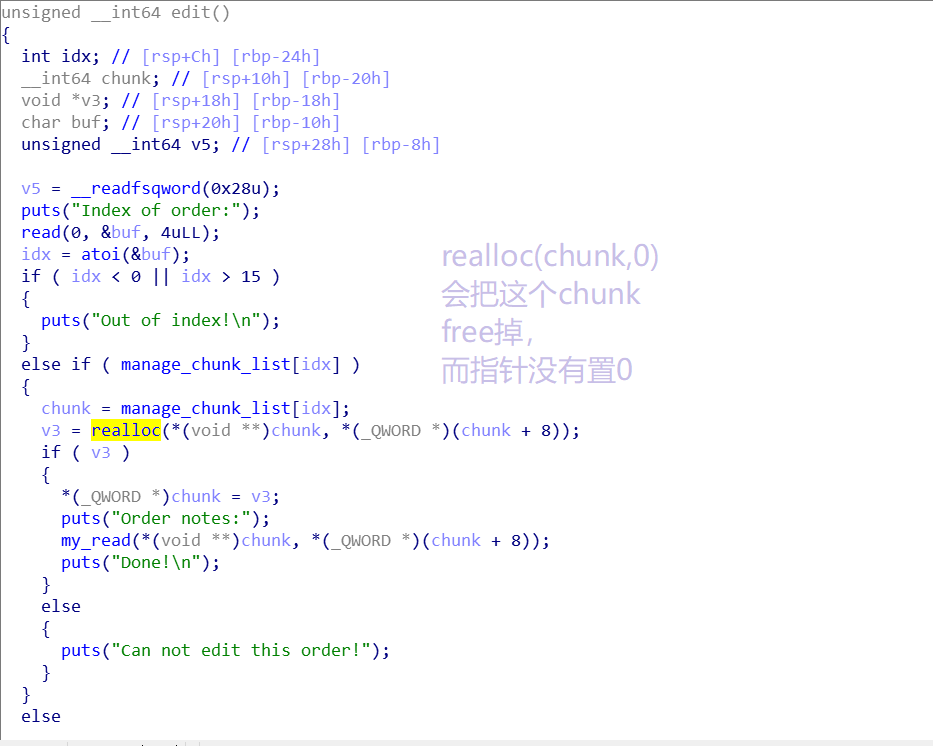 unsigned __int64 edit()
{
int idx; // [rsp+Ch] [rbp-24h]
__int64 chunk; // [rsp+10h] [rbp-20h]
void *v3; // [rsp+18h] [rbp-18h]
char buf; // [rsp+20h] [rbp-10h]
unsigned __int64 v5; // [rsp+28h] [rbp-8h]
v5 = __readfsqword(0x28u);
puts("Index of order:");
read(0, &buf, 4uLL);
idx = atoi(&buf);
if ( idx < 0 || idx > 15 )
{
puts("Out of index!\n");
}
else if ( manage_chunk_list[idx] )
{
chunk = manage_chunk_list[idx];
v3 = realloc(*(void **)chunk, *(_QWORD *)(chunk + 8));
if ( v3 )
{
*(_QWORD *)chunk = v3;
puts("Order notes:");
my_read(*(void **)chunk, *(_QWORD *)(chunk + 8));
puts("Done!\n");
}
else
{
puts("Can not edit this order!");
}
}
else
realloc(chunk,0)
会把这个chunk
free掉,
而指针没有置0